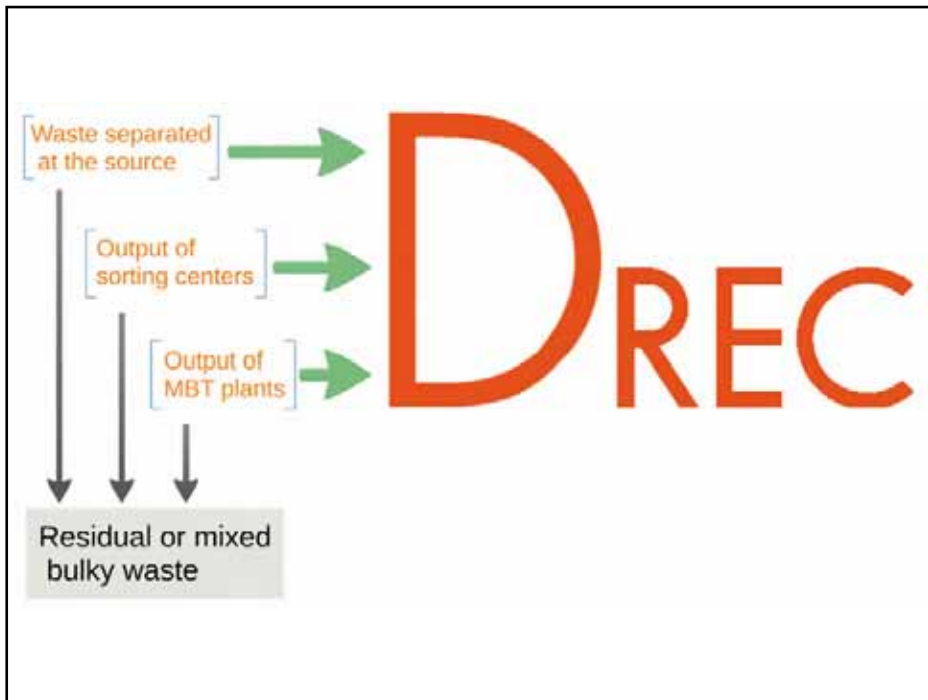 Waste separated
at the source
Output of
sorting centers
Output of
MBT plants
DREC
Residual or mixed
bulky waste